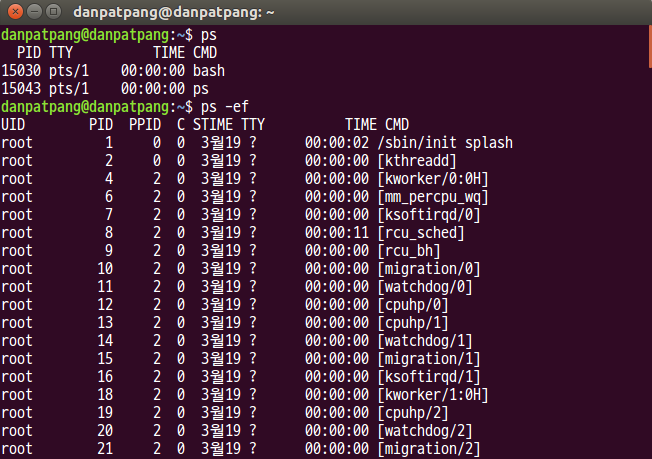 danpatpang@danpatpang: ~
danpatpang@danpatpang:~$ ps
PID TTY TIME CMD
15030 pts/1 00:00:00 bash
15043 pts/1 00:00:00 ps
danpatpang@danpatpang:~$ ps -ef
UID PID PPID C STIME TTY TIME CMD
root 1 0 0 3월19 ? 00:00:02 /sbin/init splash
root 2 0 0 3월19 ? 00:00:00 [kthreadd]
root 4 2 0 3월19 ? 00:00:00 [kworker/0:0H]
root 6 2 0 3월19 ? 00:00:00 [mm_percpu_wq]
root 7 2 0 3월19 ? 00:00:00 [ksoftirqd/0]
root 8 2 0 3월19 ? 00:00:11 [rcu_sched]
root 9 2 0 3월19 ? 00:00:00 [rcu_bh]
root 10 2 0 3월19 ? 00:00:00 [migration/0]
root 11 2 0 3월19 ? 00:00:00 [watchdog/0]
root 12 2 0 3월19 ? 00:00:00 [cpuhp/0]
root 13 2 0 3월19 ? 00:00:00 [cpuhp/1]
root 14 2 0 3월19 ? 00:00:00 [watchdog/1]
root 15 2 0 3월19 ? 00:00:00 [migration/1]
root 16 2 0 3월19 ? 00:00:00 [ksoftirqd/1]
root 18 2 0 3월19 ? 00:00:00 [kworker/1:0H]
root 19 2 0 3월19 ? 00:00:00 [cpuhp/2]
root 20 2 0 3월19 ? 00:00:00 [watchdog/2]
root 21 2 0 3월19 ? 00:00:00 [migration/2]